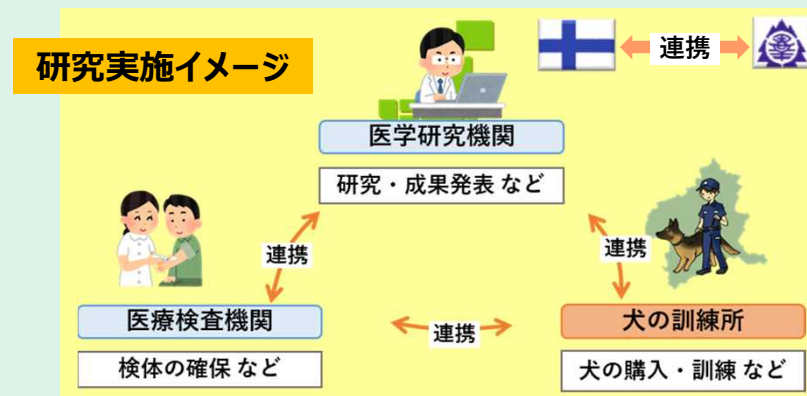 研究実施イメージ
連携
医学研究機関
研究・成果発表 など
連携
連携
医療検査機関
連携
犬の訓練所
検体の確保 など
犬の購入・訓練 など